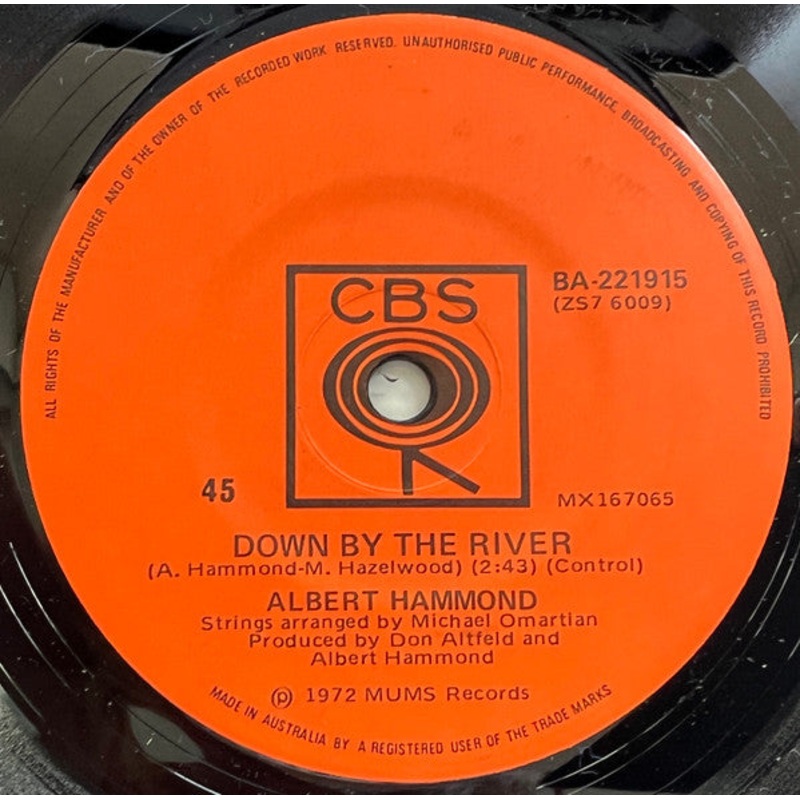 ALL RIGHTS OF THE MANUFACTURER AND OF THE OWNER OF THE RECORDED WORK RESERVED. UNAUTHORISED PUBLIC PERFORMANCE, BROADCASTING AND COPYING OF THIS RECORD PROHIBITED
CBS
BA-221915
(ZS7 6009)
45
MX167065
DOWN BY THE RIVER
(A. Hammond-M. Hazelwood) (2:43) (Control)
ALBERT HAMMOND
Strings arranged by Michael Omartian
Produced by Don Altfeld and
Albert Hammond
℗ 1972 MUMS Records
MADE IN AUSTRALIA BY A REGISTERED USER OF THE TRADE MARKS